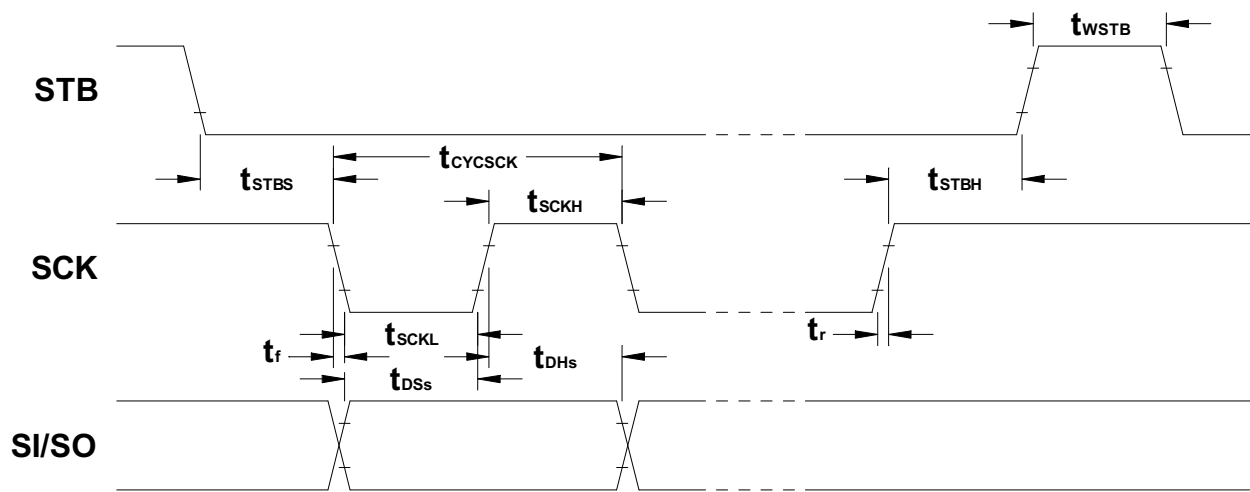 tWSTB
STB
tCYCSCK
tSTBS
tSTBH
tSCKH
SCK
tSCKL
tr
tf
tDHs
tDSs
SI/SO